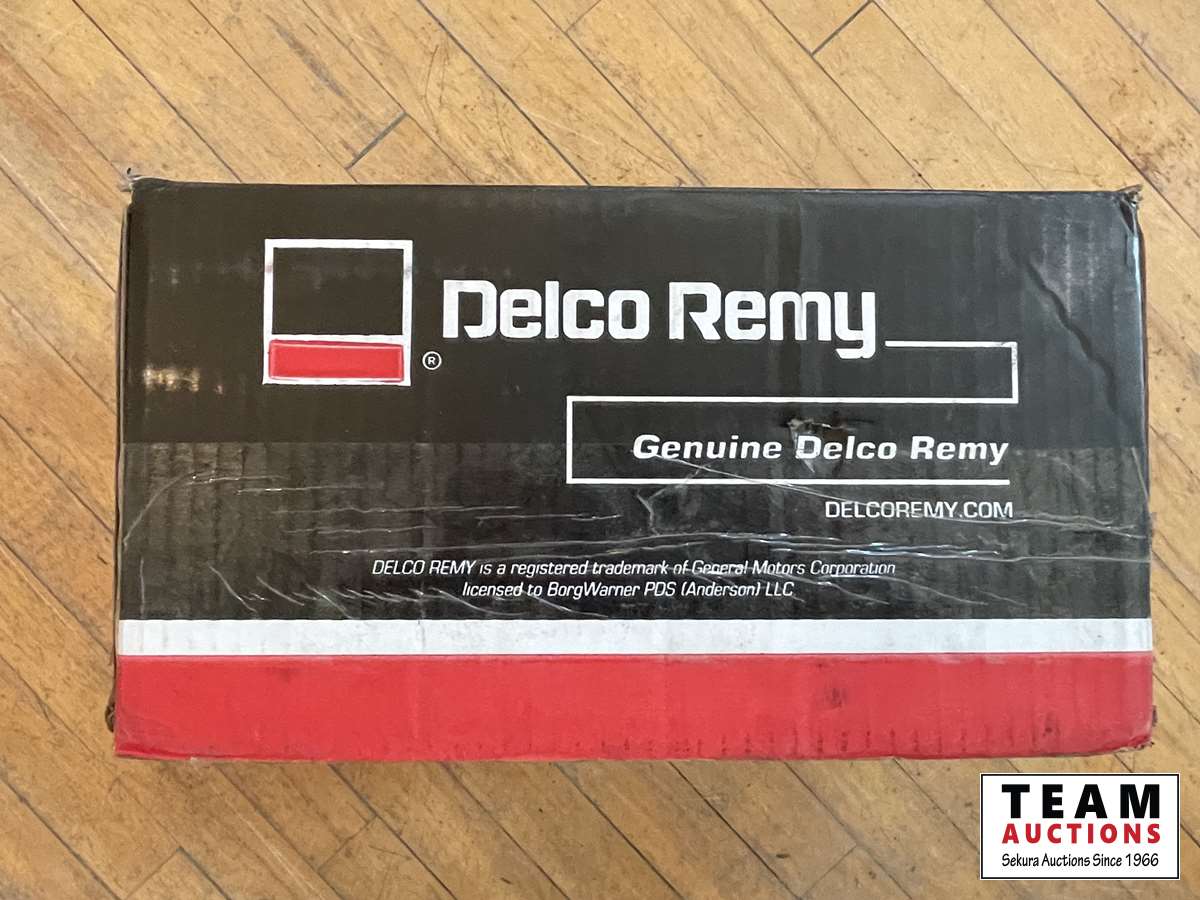 Delco Remy
®
Genuine Delco Remy
DELCOREMY.COM
DELCO REMY is a registered trademark of General Motors Corporation
licensed to BorgWarner PDS (Anderson) LLC
TEAM
AUCTIONS
Sekura Auctions Since 1966